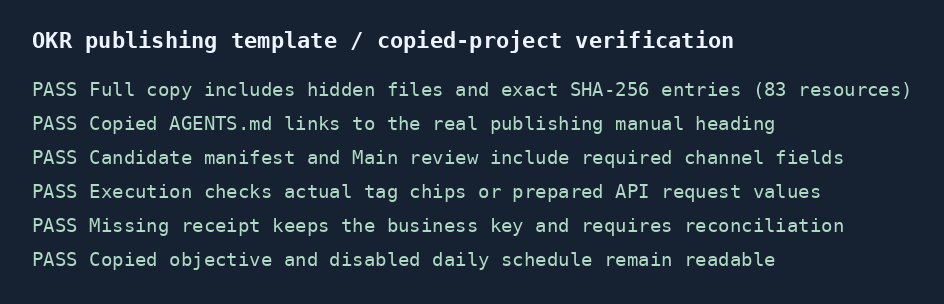 OKR publishing template / copied-project verification
PASS Full copy includes hidden files and exact SHA-256 entries (83 resources)
PASS Copied AGENTS.md links to the real publishing manual heading
PASS Candidate manifest and Main review include required channel fields
PASS Execution checks actual tag chips or prepared API request values
PASS Missing receipt keeps the business key and requires reconciliation
PASS Copied objective and disabled daily schedule remain readable